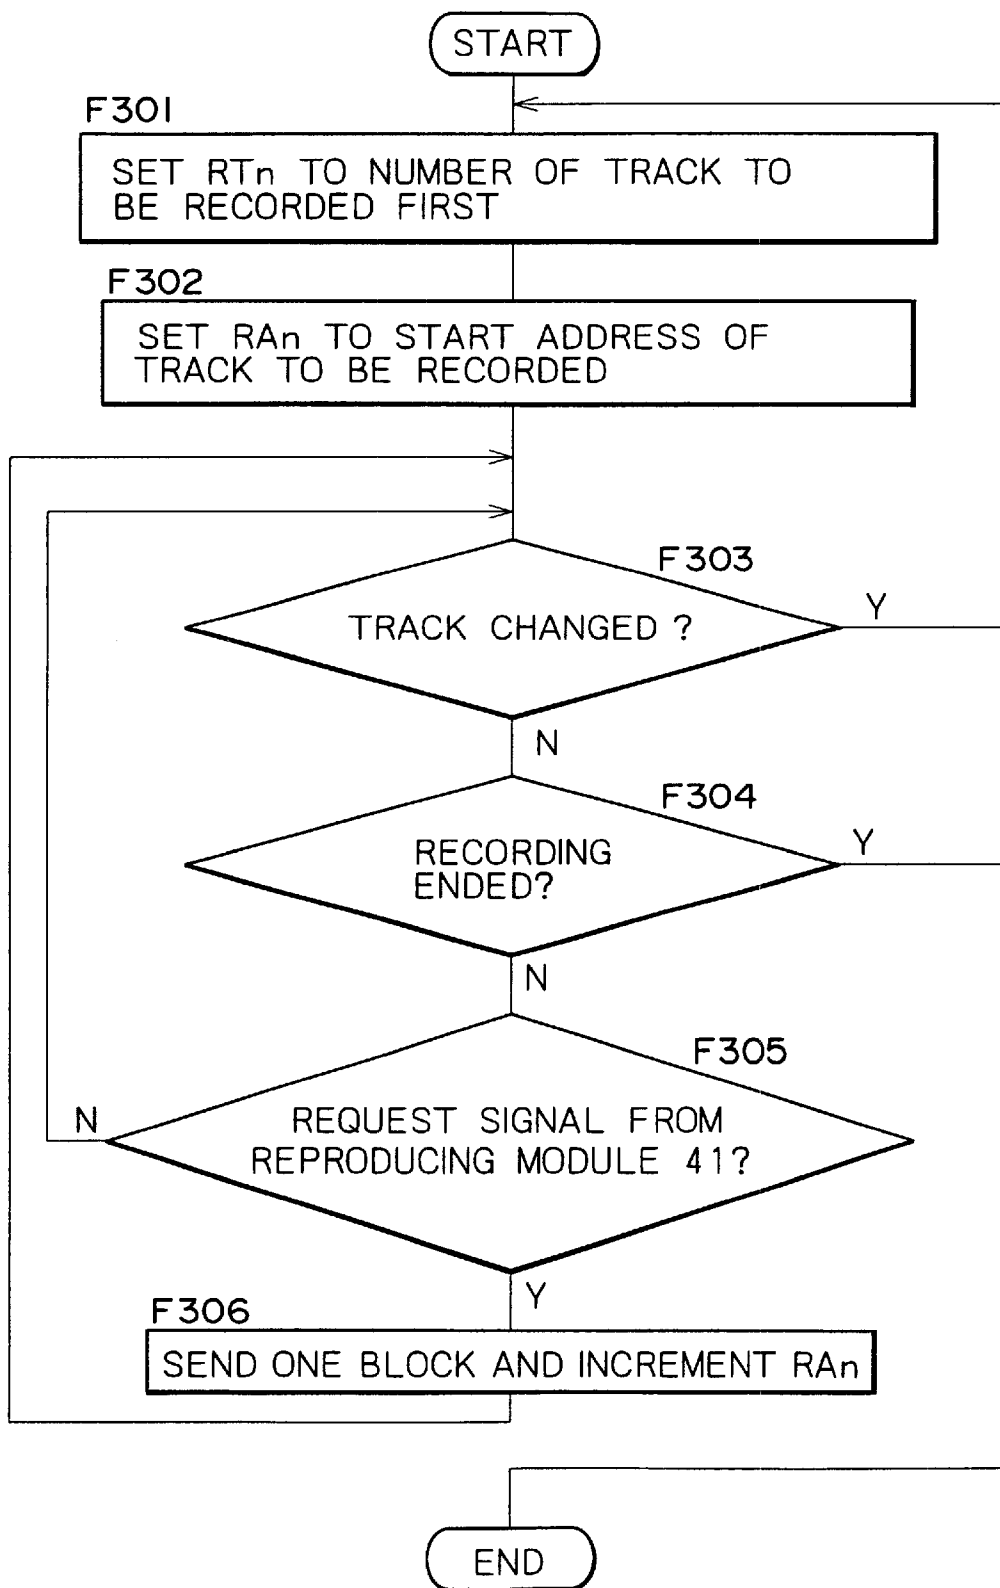 START
F301
SET RTn TO NUMBER OF TRACK TO
BE RECORDED FIRST
F302
SET RAn TO START ADDRESS OF
TRACK TO BE RECORDED
F303
TRACK CHANGED ?
Y
N
F304
RECORDING
ENDED?
Y
N
F305
REQUEST SIGNAL FROM
REPRODUCING MODULE 41?
N
Y
F306
SEND ONE BLOCK AND INCREMENT RAn
END